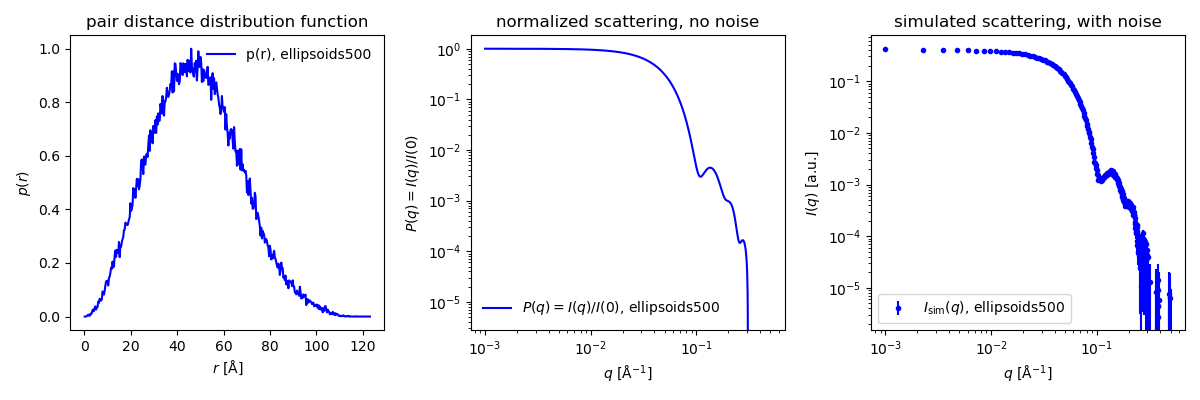 pair distance distribution function
p(r), ellipsoids500
p(r)
1.0
0.8
0.6
0.4
0.2
0.0
0 20 40 60 80 100 120
r [Å]
normalized scattering, no noise
P(q) = I(q)/I(0)
10⁰
10⁻¹
10⁻²
10⁻³
10⁻⁴
10⁻⁵
P(q) = I(q)/I(0), ellipsoids500
10⁻³ 10⁻² 10⁻¹
q [Å⁻¹]
simulated scattering, with noise
I(q) [a.u.]
10⁻¹
10⁻²
10⁻³
10⁻⁴
10⁻⁵
I_sim(q), ellipsoids500
10⁻³ 10⁻² 10⁻¹
q [Å⁻¹]